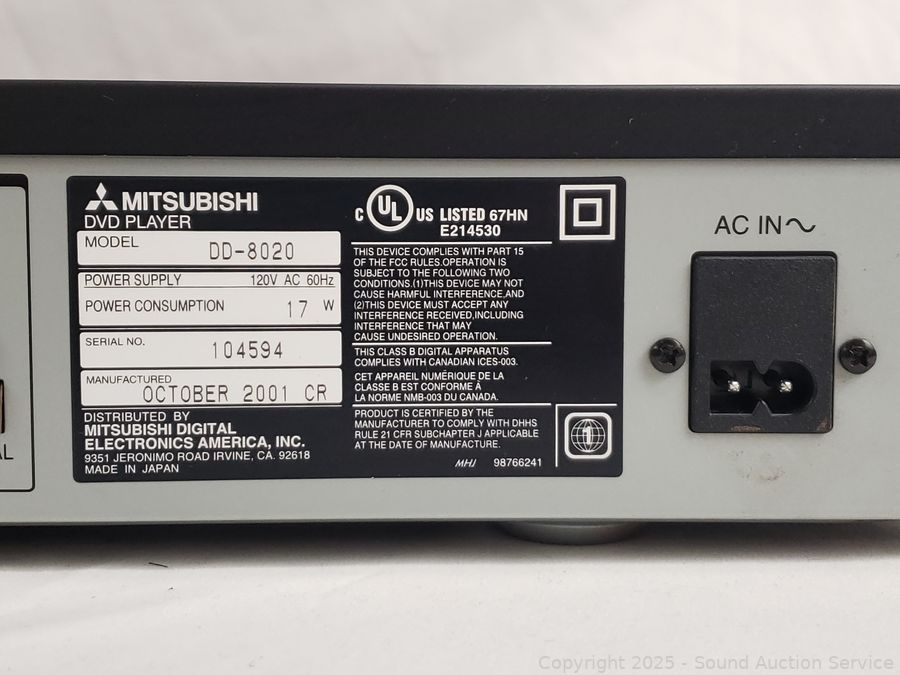 MITSUBISHI
DVD PLAYER
MODEL DD-8020
POWER SUPPLY 120V AC 60Hz
POWER CONSUMPTION 17 W
SERIAL NO. 104594
MANUFACTURED
OCTOBER 2001 CR
DISTRIBUTED BY
MITSUBISHI DIGITAL
ELECTRONICS AMERICA, INC.
9351 JERONIMO ROAD IRVINE, CA. 92618
MADE IN JAPAN
C UL US LISTED 67HN
E214530
THIS DEVICE COMPLIES WITH PART 15
OF THE FCC RULES.OPERATION IS
SUBJECT TO THE FOLLOWING TWO
CONDITIONS.(1)THIS DEVICE MAY NOT
CAUSE HARMFUL INTERFERENCE,AND
(2)THIS DEVICE MUST ACCEPT ANY
INTERFERENCE RECEIVED,INCLUDING
INTERFERENCE THAT MAY
CAUSE UNDESIRED OPERATION.
THIS CLASS B DIGITAL APPARATUS
COMPLIES WITH CANADIAN ICES-003.
CET APPAREIL NUMÉRIQUE DE LA
CLASSE B EST CONFORME À
LA NORME NMB-003 DU CANADA.
PRODUCT IS CERTIFIED BY THE
MANUFACTURER TO COMPLY WITH DHHS
RULE 21 CFR SUBCHAPTER J APPLICABLE
AT THE DATE OF MANUFACTURE.
MHJ 98766241
1
AC IN
AL
Copyright © 2025 - Sound Auction Service